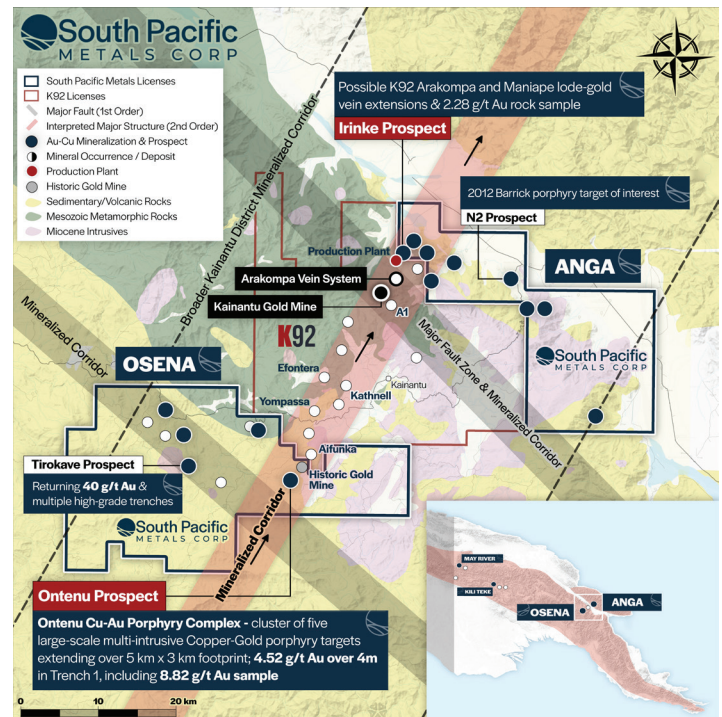 South Pacific
METALS CORP
South Pacific Metals Licenses
K92 Licenses
Major Fault (1st Order)
Interpreted Major Structure (2nd Order)
Au-Cu Mineralization & Prospect
Mineral Occurrence / Deposit
Production Plant
Historic Gold Mine
Sedimentary/Volcanic Rocks
Mesozoic Metamorphic Rocks
Miocene Intrusives
Broader Kainantu District Mineralized Corridor
Possible K92 Arakompa and Maniape lode-gold
vein extensions & 2.28 g/t Au rock sample
Irinke Prospect
2012 Barrick porphyry target of interest
N2 Prospect
ANGA
Production Plant
Arakompa Vein System
Kainantu Gold Mine
A1
K92
Major Fault Zone & Mineralized Corridor
South Pacific
METALS CORP
Mineralized Corridor
OSENA
Efontera
Kainantu
Kathnell
Yompassa
Aifunka
Historic Gold
Mine
Tirokave Prospect
Returning 40 g/t Au &
multiple high-grade trenches
South Pacific
METALS CORP
Mineralized Corridor
Ontenu Prospect
Ontenu Cu-Au Porphyry Complex - cluster of five
large-scale multi-intrusive Copper-Gold porphyry targets
extending over 5 km x 3 km footprint; 4.52 g/t Au over 4m
in Trench 1, including 8.82 g/t Au sample
0 10 20 km
MAY RIVER
KILI TEKE
OSENA
ANGA